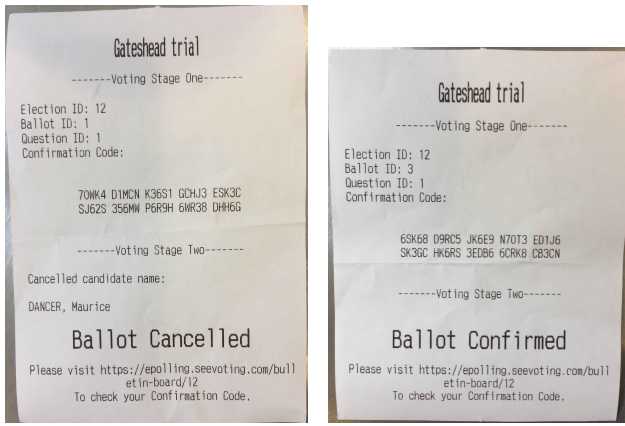 Gateshead trial
-------Voting Stage One-------
Election ID: 12
Ballot ID: 1
Question ID: 1
Confirmation Code:
70WK4 D1MCN K36S1 GCHJ3 ESK3C
SJ62S 356MW P6R9H 6WR38 DHH6G
-------Voting Stage Two-------
Cancelled candidate name:
DANCER, Maurice
Ballot Cancelled
Please visit https://epolling.seevoting.com/bull
etin-board/12
To check your Confirmation Code.
Gateshead trial
-------Voting Stage One-------
Election ID: 12
Ballot ID: 3
Question ID: 1
Confirmation Code:
6SK68 D9RC5 JK6E9 N70T3 ED1J6
SK3GC HK6RS 3EDB6 6CRK8 CB3CN
-------Voting Stage Two-------
Ballot Confirmed
Please visit https://epolling.seevoting.com/bull
etin-board/12
To check your Confirmation Code.